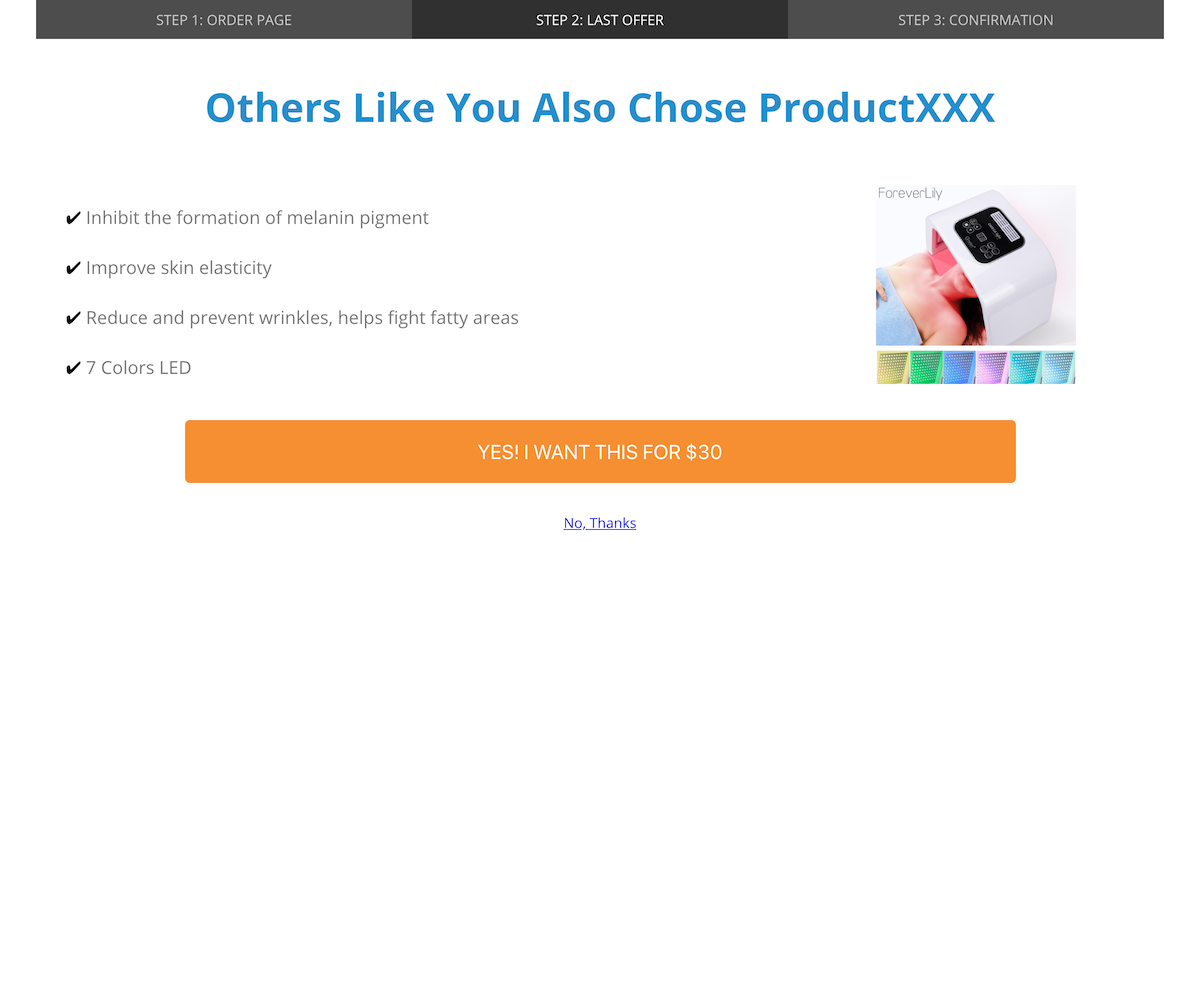 STEP 1: ORDER PAGE
STEP 2: LAST OFFER
STEP 3: CONFIRMATION
Others Like You Also Chose ProductXXX
✔ Inhibit the formation of melanin pigment
✔ Improve skin elasticity
✔ Reduce and prevent wrinkles, helps fight fatty areas
✔ 7 Colors LED
ForeverLily
YES! I WANT THIS FOR $30
No, Thanks